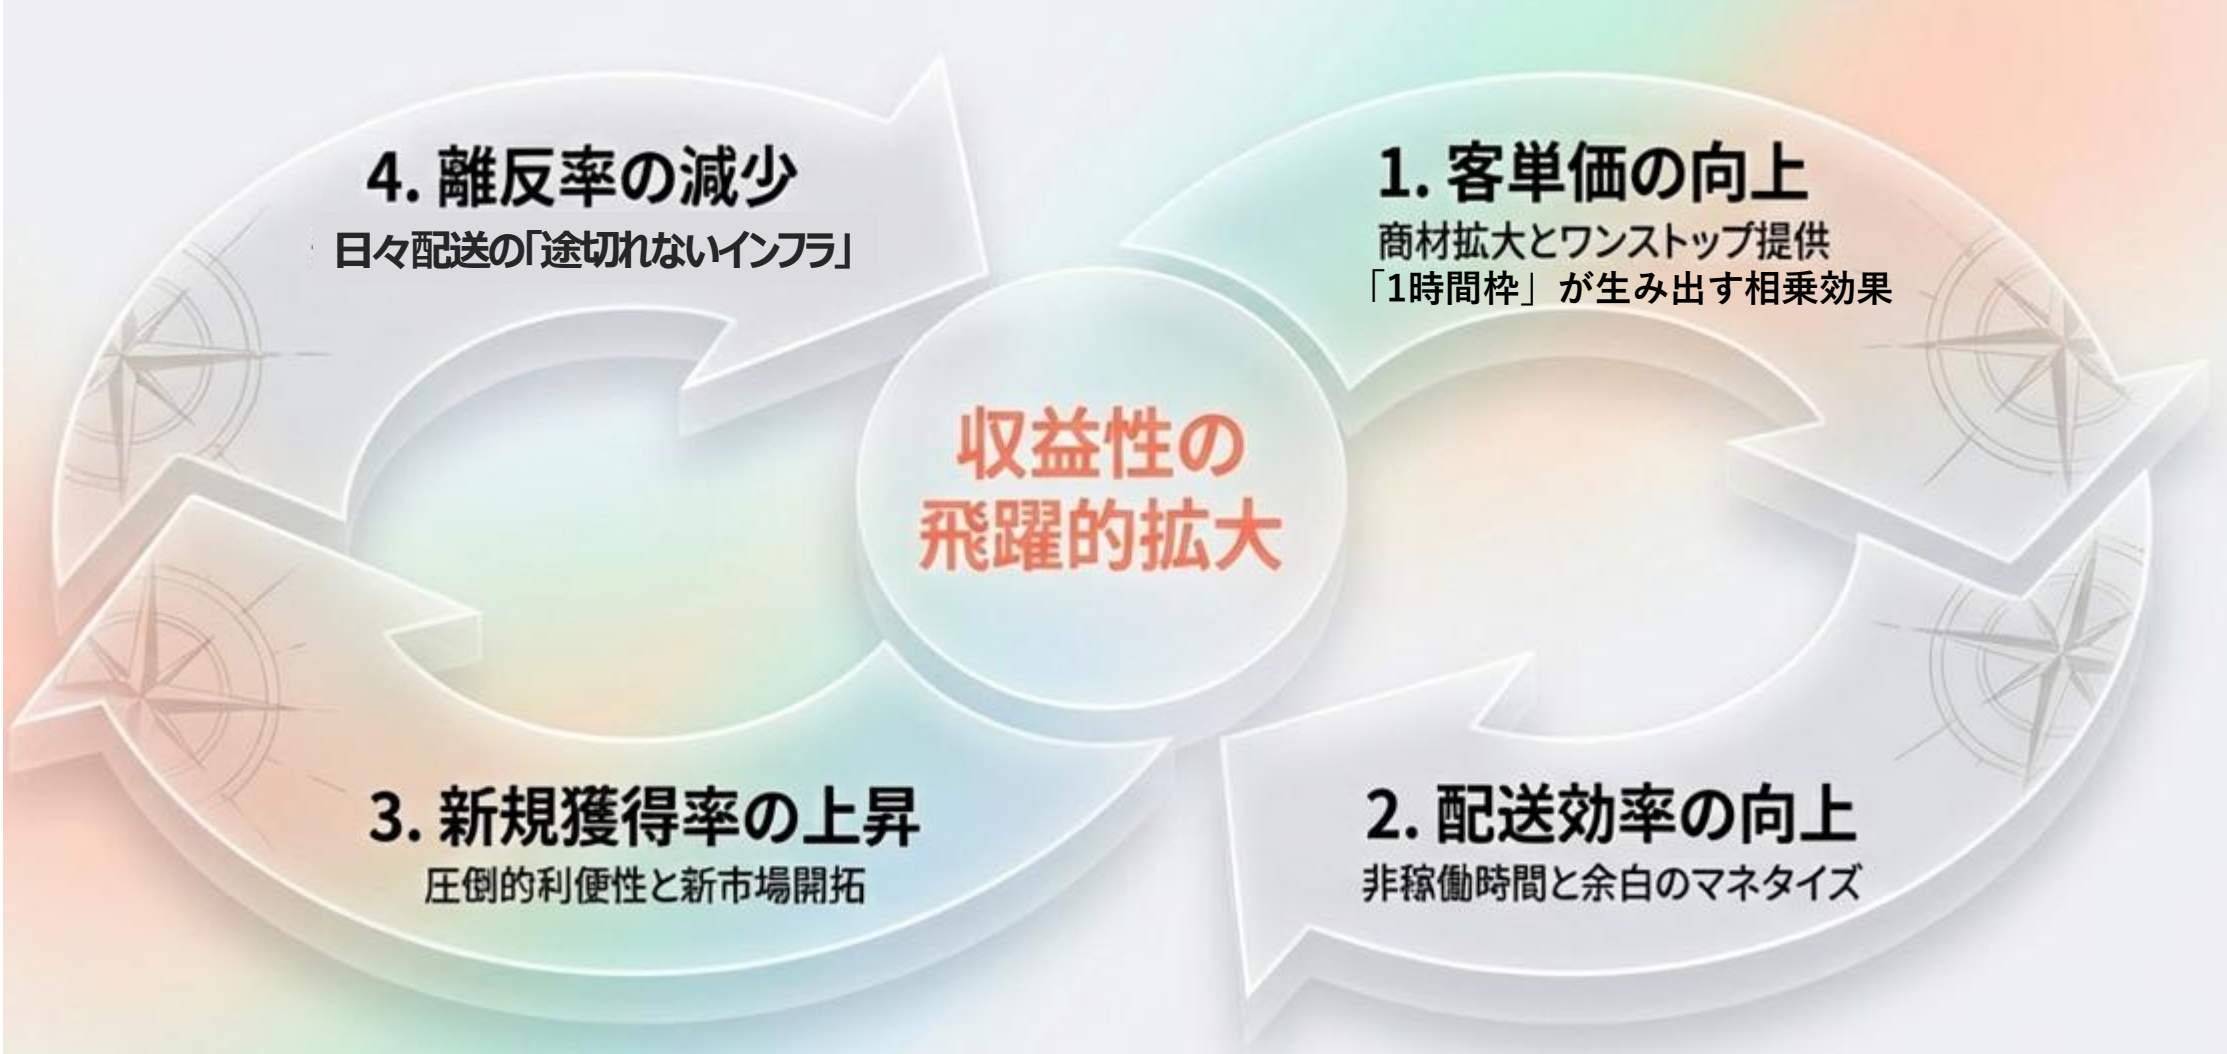 4. 離反率の減少
日々配送の「途切れないインフラ」
1. 客単価の向上
商材拡大とワンストップ提供
「1時間枠」が生み出す相乗効果
収益性の
飛躍的拡大
3. 新規獲得率の上昇
圧倒的利便性と新市場開拓
2. 配送効率の向上
非稼働時間と余白のマネタイズ